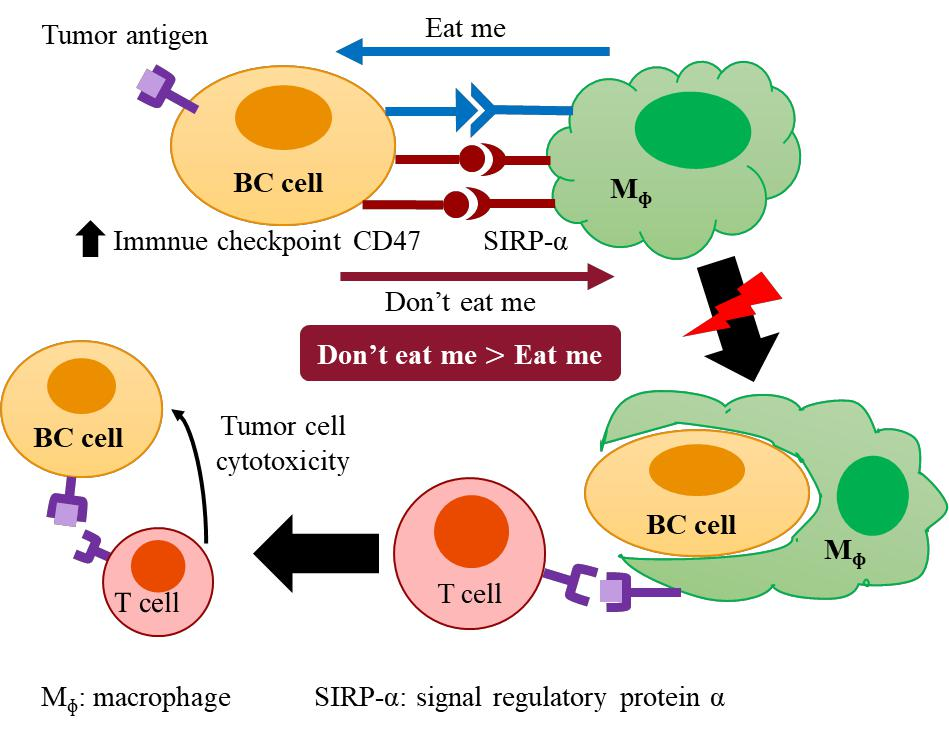 Eat me
Tumor antigen
BC cell
Mϕ
Immnue checkpoint CD47
SIRP-α
Don’t eat me
Don’t eat me > Eat me
BC cell
Tumor cell
cytotoxicity
BC cell
Mϕ
T cell
T cell
Mϕ: macrophage
SIRP-α: signal regulatory protein α